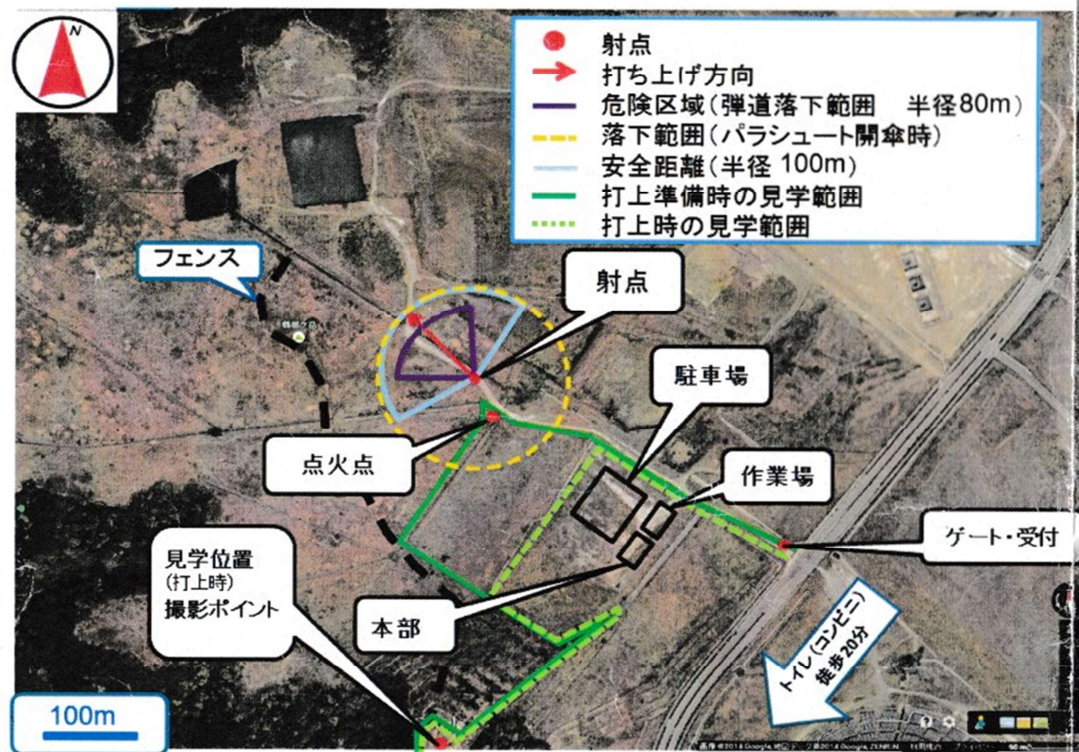 N
射点
打ち上げ方向
危険区域(弾道落下範囲 半径80m)
落下範囲(パラシュート開傘時)
安全距離(半径 100m)
打上準備時の見学範囲
打上時の見学範囲
フェンス
射点
駐車場
点火点
作業場
ゲート・受付
見学位置
(打上時)
撮影ポイント
本部
トイレ(コンビニ)
徒歩20分
100m